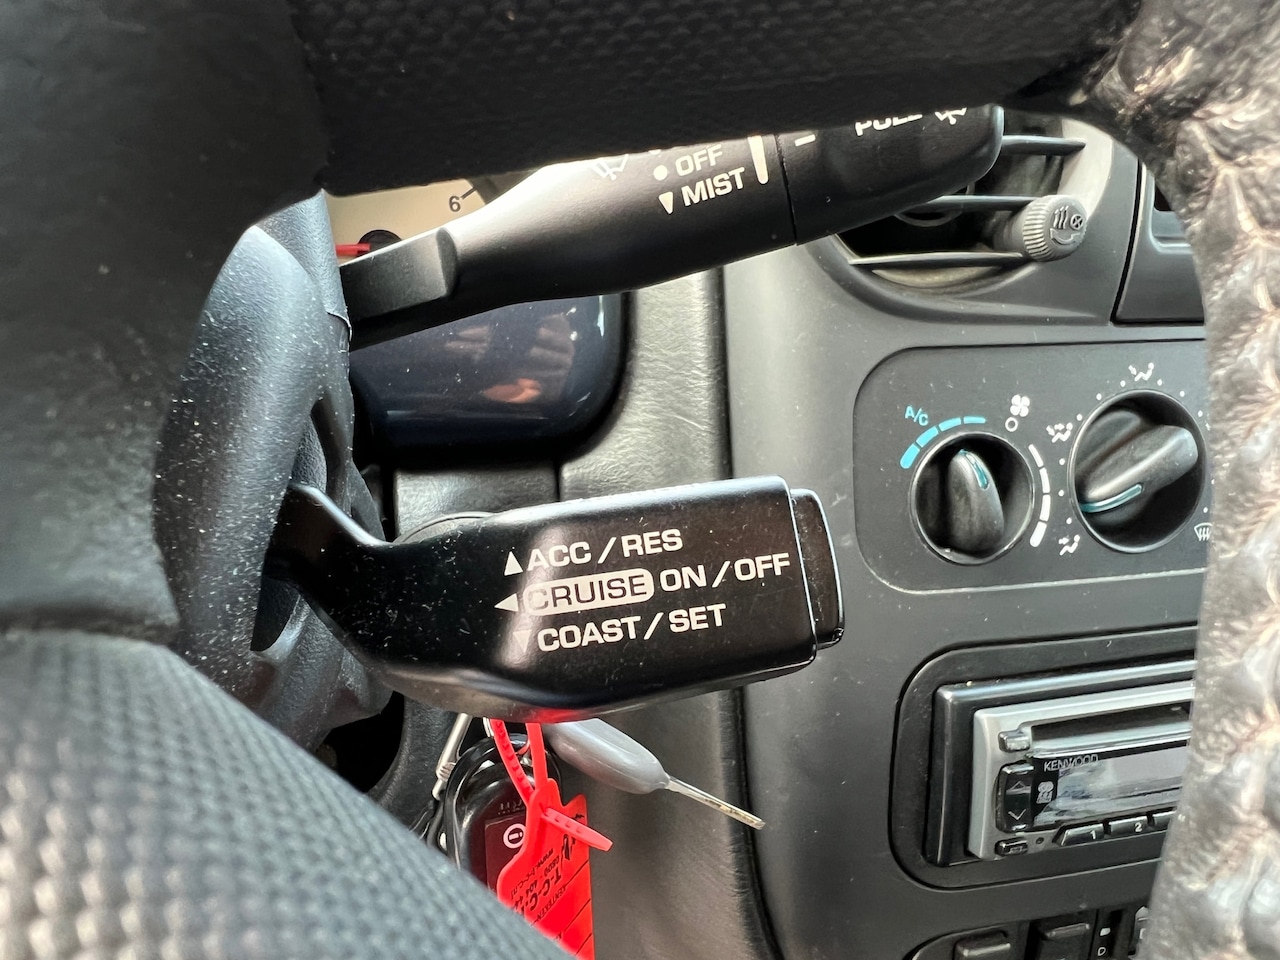 PULL
OFF
MIST
6
A/C
ACC / RES
CRUISE ON / OFF
COAST / SET
KENWOOD
1 2